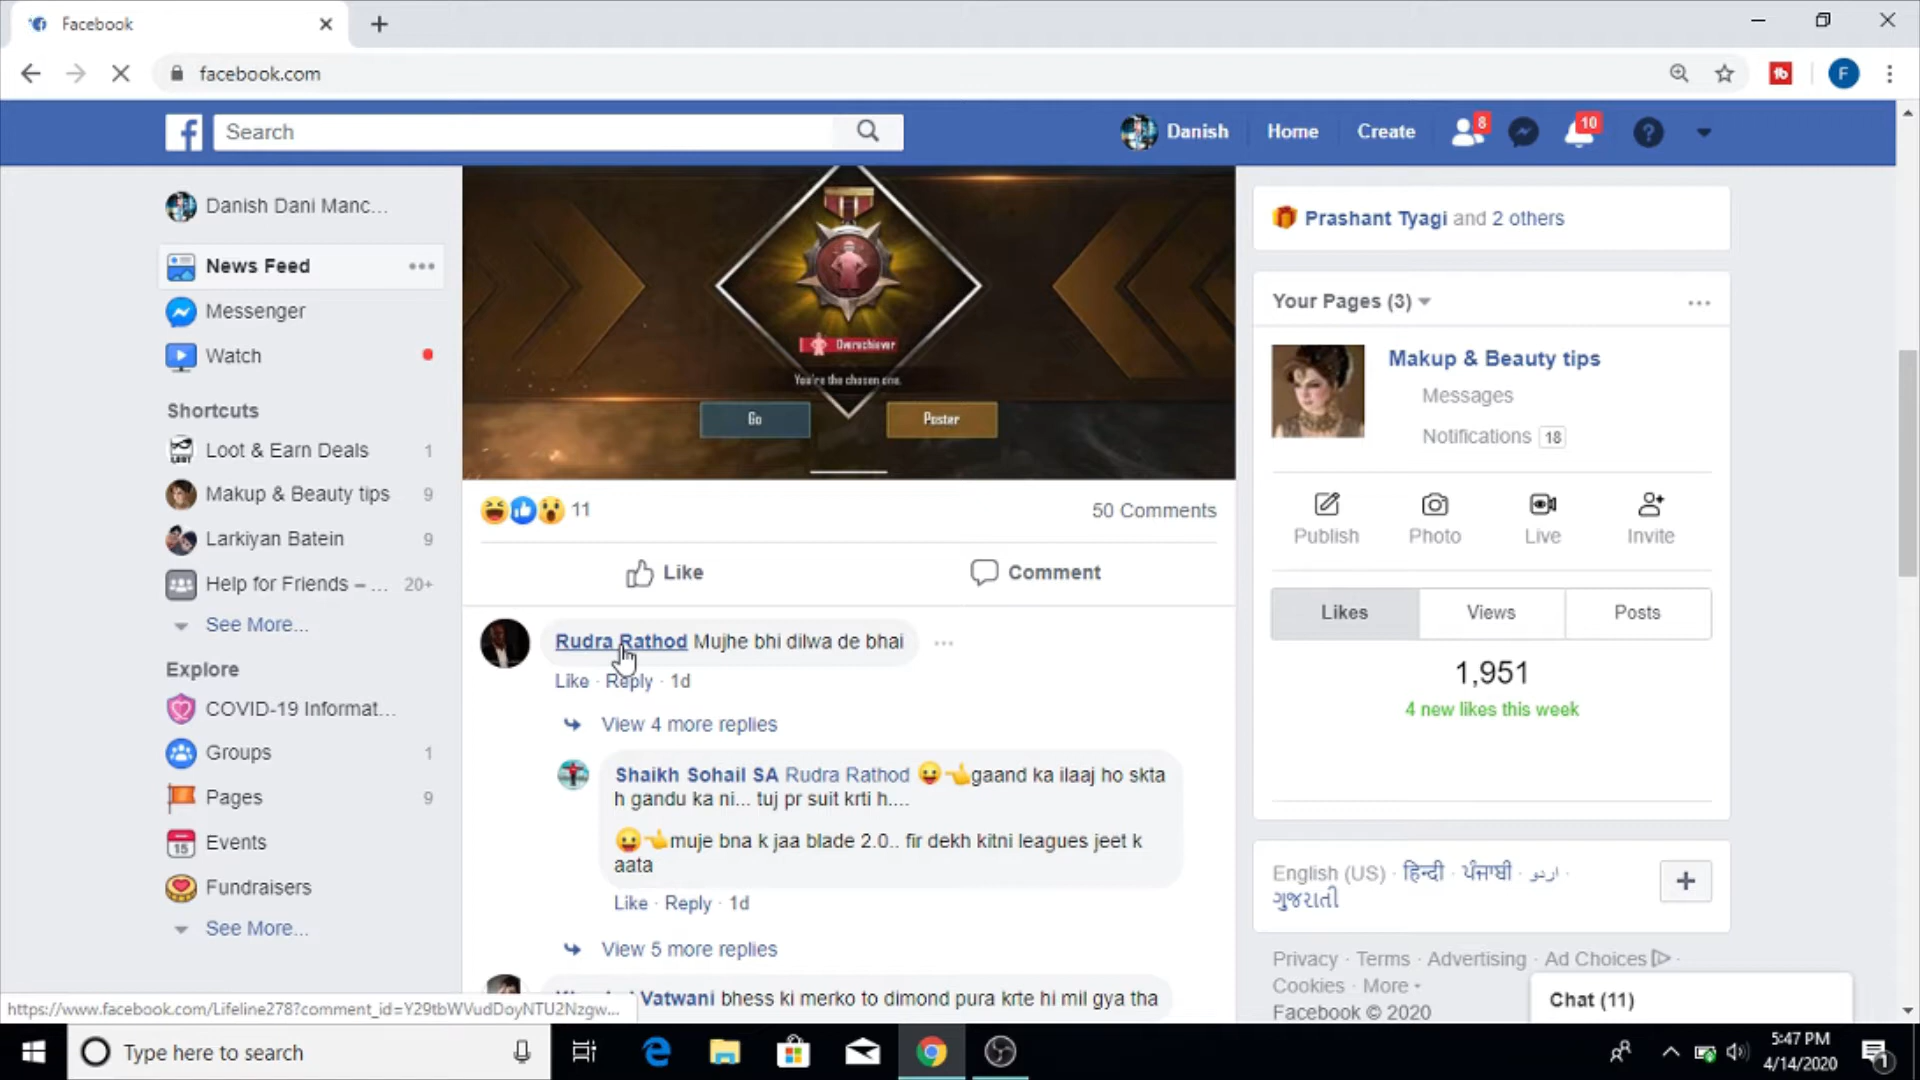 Facebook
facebook.com
F
Search
Danish
Home
Create
8
10
Danish Dani Manc...
News Feed
Messenger
Watch
Shortcuts
Loot & Earn Deals 1
Makup & Beauty tips 9
Larkiyan Batein 9
Help for Friends – ... 20+
See More...
Explore
COVID-19 Informat...
Groups 1
Pages 9
Events
Fundraisers
See More...
Overachiever
You're the chosen one.
Go
Poster
11
50 Comments
Like
Comment
Rudra Rathod Mujhe bhi dilwa de bhai
Like · Reply · 1d
View 4 more replies
Shaikh Sohail SA Rudra Rathod 😛👈gaand ka ilaaj ho skta
h gandu ka ni... tuj pr suit krti h....
😛👈muje bna k jaa blade 2.0.. fir dekh kitni leagues jeet k
aata
Like · Reply · 1d
View 5 more replies
Vatwani bhess ki merko to dimond pura krte hi mil gya tha
Prashant Tyagi and 2 others
Your Pages (3)
Makup & Beauty tips
Messages
Notifications 18
Publish
Photo
Live
Invite
Likes
Views
Posts
1,951
4 new likes this week
English (US) · हिन्दी · ਪੰਜਾਬੀ · اردو ·
ગુજરાતી
Privacy · Terms · Advertising · Ad Choices ·
Cookies · More
Facebook © 2020
Chat (11)
https://www.facebook.com/Lifeline278?comment_id=Y29tbWVudDoyNTU2Nzgw...
Type here to search
5:47 PM
4/14/2020
1